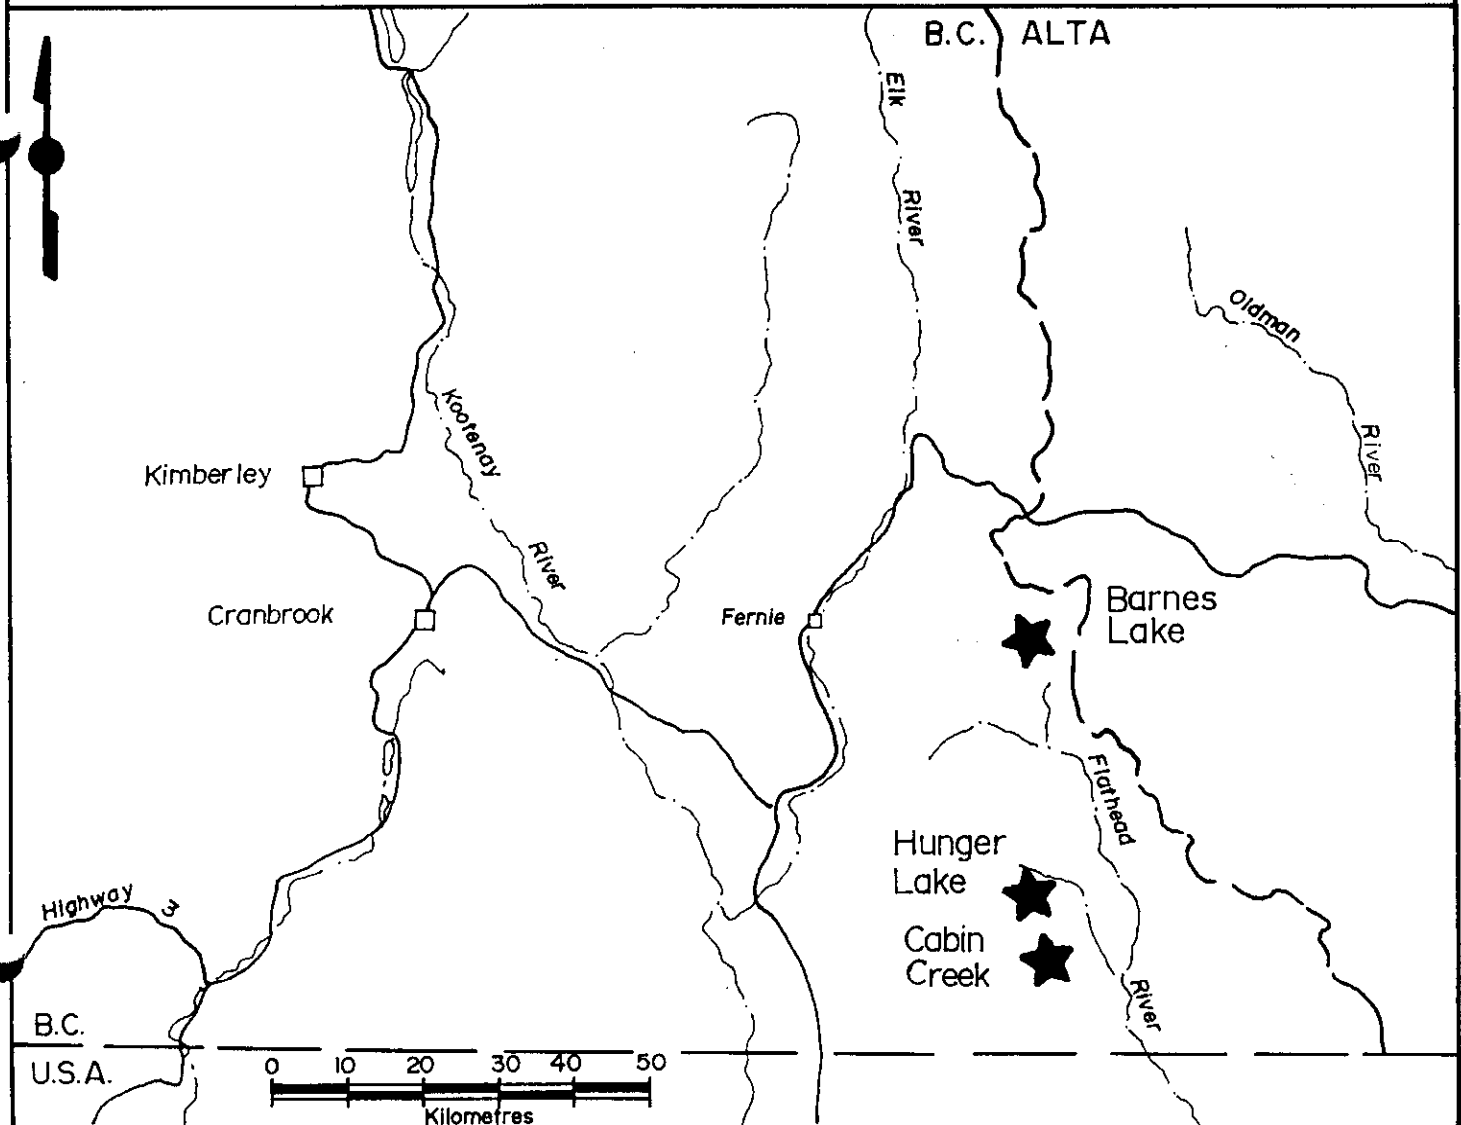 B.C. ALTA
Elk
River
Oldman
River
Kootenay
River
Kimberley
Cranbrook
Fernie
Barnes
Lake
Flathead
River
Hunger
Lake
Cabin
Creek
Highway 3
B.C.
U.S.A.
0 10 20 30 40 50
Kilometres